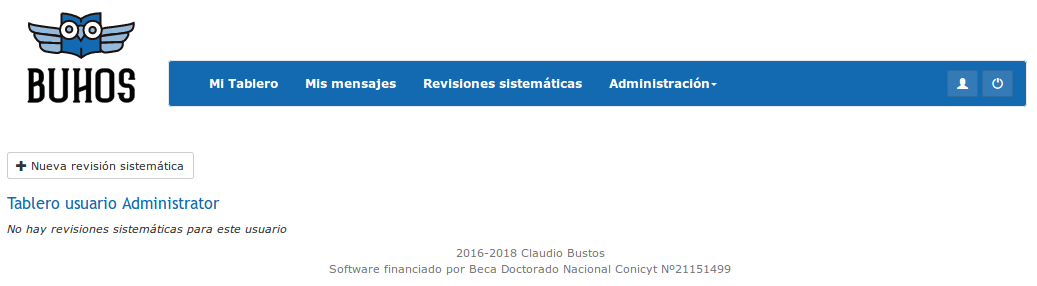 BUHOS
Mi Tablero Mis mensajes Revisiones sistemáticas Administración
Nueva revisión sistemática
Tablero usuario Administrator
No hay revisiones sistemáticas para este usuario
2016-2018 Claudio Bustos
Software financiado por Beca Doctorado Nacional Conicyt Nº21151499